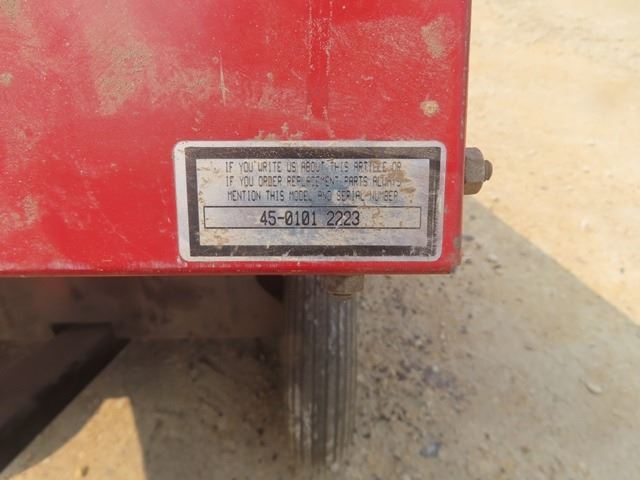 IF YOU WRITE US ABOUT THIS ARTICLE OR
IF YOU ORDER REPLACEMENT PARTS ALWAYS
MENTION THIS MODEL AND SERIAL NUMBER
45-0101 2223